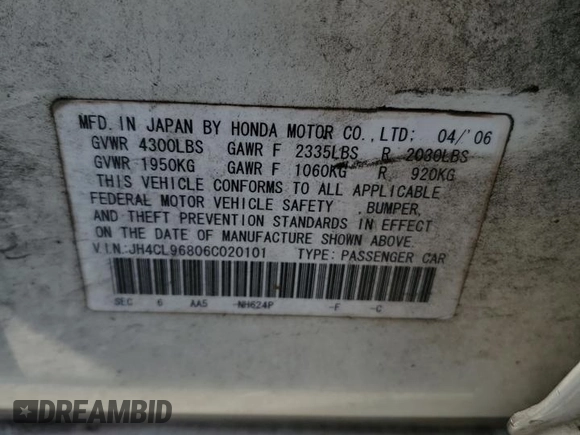 MFD. IN JAPAN BY HONDA MOTOR CO.,LTD: 04/'06
GVWR 4300LBS GAWR F 2335LBS R 2030LBS
GVWR 1950KG GAWR F 1060KG R 920KG
THIS VEHICLE CONFORMS TO ALL APPLICABLE
FEDERAL MOTOR VEHICLE SAFETY , BUMPER,
AND THEFT PREVENTION STANDARDS IN EFFECT
ON THE DATE OF MANUFACTURE SHOWN ABOVE.
V.I.N.:JH4CL96806C020101 TYPE: PASSENGER CAR
SEC 6 AA5 -NH624P -F -C
DREAMBID